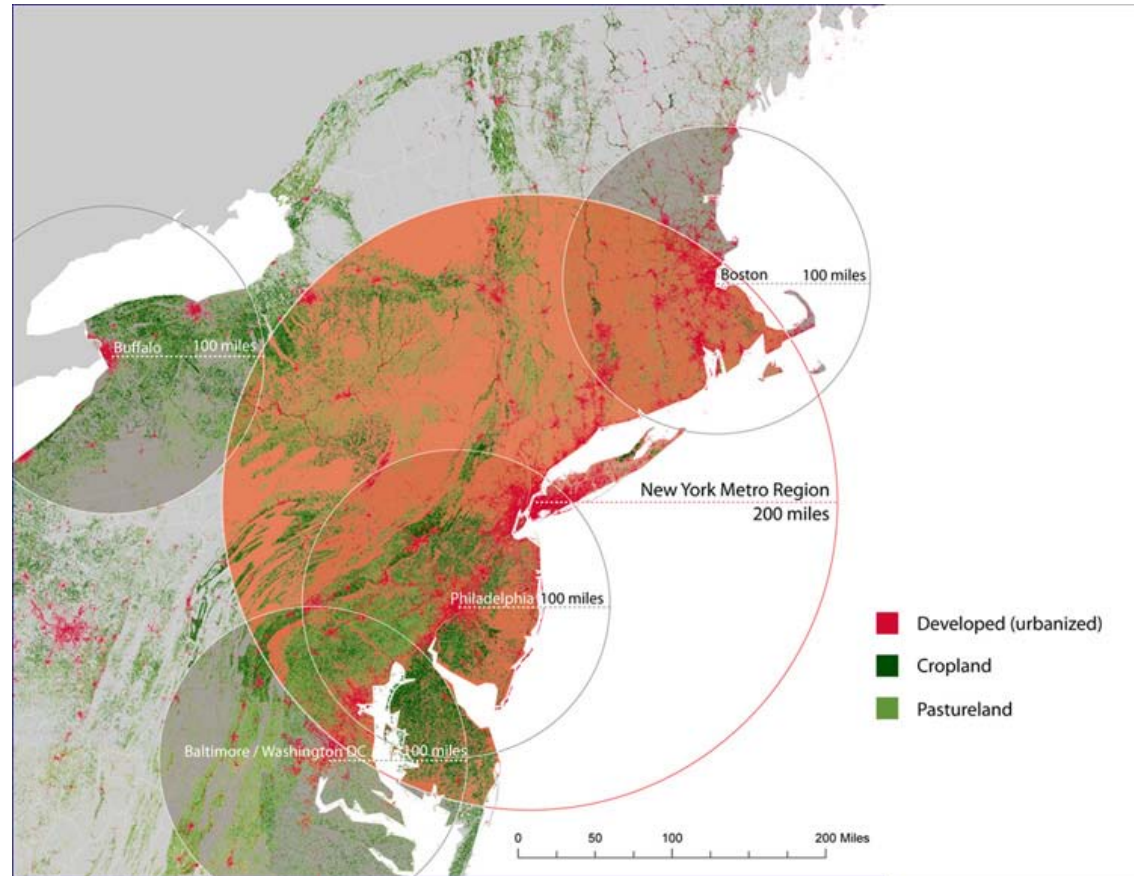 Boston 100 miles
Buffalo 100 miles
New York Metro Region
200 miles
Philadelphia 100 miles
Developed (urbanized)
Cropland
Pastureland
Baltimore / Washington DC 100 miles
0 50 100 200 Miles